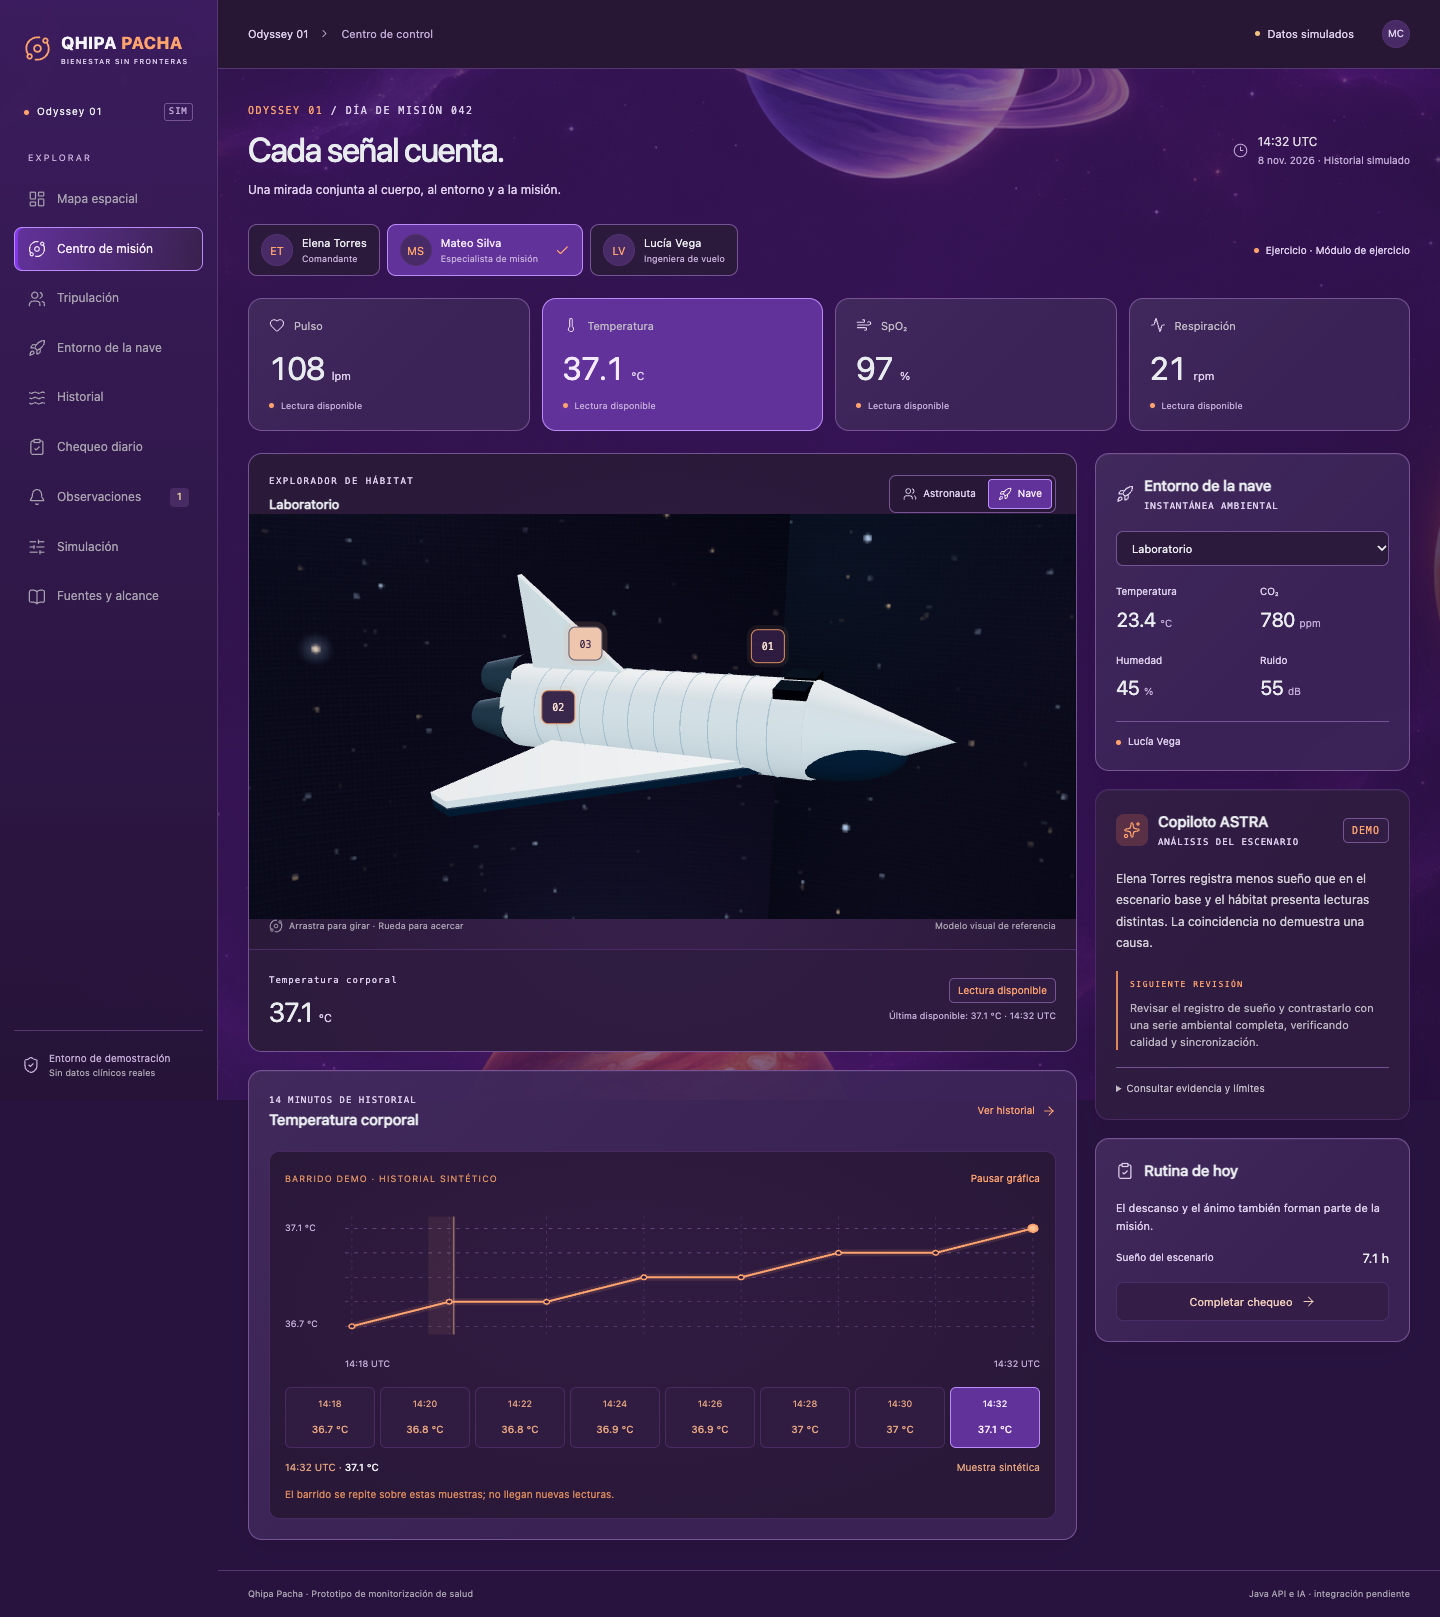 QHIPA PACHA
BIENESTAR SIN FRONTERAS
Odyssey 01
SIM
EXPLORAR
Mapa espacial
Centro de misión
Tripulación
Entorno de la nave
Historial
Chequeo diario
Observaciones
1
Simulación
Fuentes y alcance
Entorno de demostración
Sin datos clínicos reales
Odyssey 01
Centro de control
Datos simulados
MC
ODYSSEY 01 / DÍA DE MISIÓN 042
Cada señal cuenta.
Una mirada conjunta al cuerpo, al entorno y a la misión.
14:32 UTC
8 nov. 2026 · Historial simulado
ET
Elena Torres
Comandante
MS
Mateo Silva
Especialista de misión
LV
Lucía Vega
Ingeniera de vuelo
Ejercicio · Módulo de ejercicio
Pulso
108 lpm
Lectura disponible
Temperatura
37.1 °C
Lectura disponible
SpO₂
97 %
Lectura disponible
Respiración
21 rpm
Lectura disponible
EXPLORADOR DE HÁBITAT
Laboratorio
Astronauta
Nave
03
01
02
Arrastra para girar · Rueda para acercar
Modelo visual de referencia
Temperatura corporal
37.1 °C
Lectura disponible
Última disponible: 37.1 °C · 14:32 UTC
14 MINUTOS DE HISTORIAL
Temperatura corporal
Ver historial
BARRIDO DEMO · HISTORIAL SINTÉTICO
Pausar gráfica
37.1 °C
36.7 °C
14:18 UTC
14:32 UTC
14:18
36.7 °C
14:20
36.8 °C
14:22
36.8 °C
14:24
36.9 °C
14:26
36.9 °C
14:28
37 °C
14:30
37 °C
14:32
37.1 °C
14:32 UTC · 37.1 °C
Muestra sintética
El barrido se repite sobre estas muestras; no llegan nuevas lecturas.
Entorno de la nave
INSTANTÁNEA AMBIENTAL
Laboratorio
Temperatura
23.4 °C
CO₂
780 ppm
Humedad
45 %
Ruido
55 dB
Lucía Vega
Copiloto ASTRA
ANÁLISIS DEL ESCENARIO
DEMO
Elena Torres registra menos sueño que en el
escenario base y el hábitat presenta lecturas
distintas. La coincidencia no demuestra una
causa.
SIGUIENTE REVISIÓN
Revisar el registro de sueño y contrastarlo con
una serie ambiental completa, verificando
calidad y sincronización.
Consultar evidencia y límites
Rutina de hoy
El descanso y el ánimo también forman parte de la
misión.
Sueño del escenario
7.1 h
Completar chequeo
Qhipa Pacha · Prototipo de monitorización de salud
Java API e IA · integración pendiente